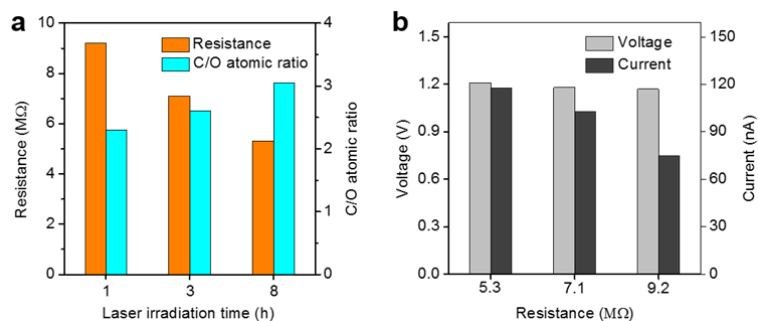 a
Resistance
C/O atomic ratio
10
8
6
4
2
0
Resistance (MΩ)
4
3
2
1
0
C/O atomic ratio
1
3
8
Laser irradiation time (h)
b
Voltage
Current
1.5
1.2
0.9
0.6
0.3
0.0
Voltage (V)
150
120
90
60
30
0
Current (nA)
5.3
7.1
9.2
Resistance (MΩ)